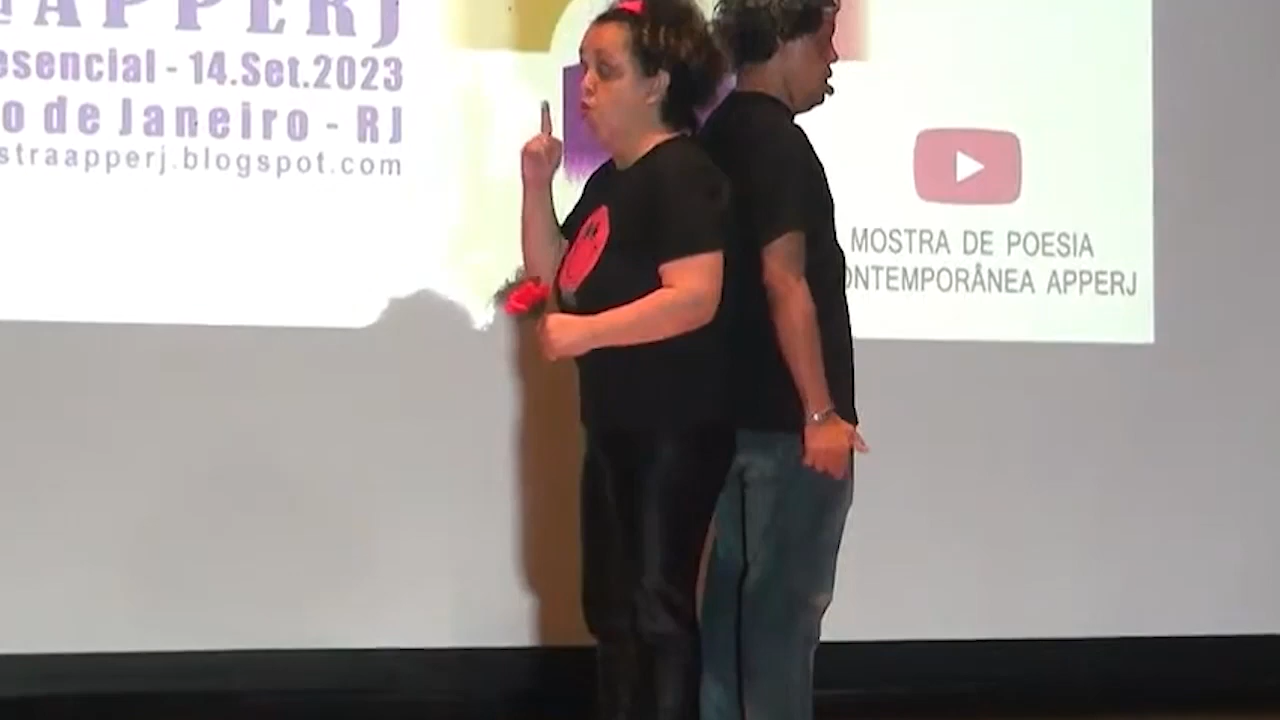 @APPERJ
esencial - 14.Set.2023
o de Janeiro - RJ
straapperj.blogspot.com
MOSTRA DE POESIA
ONTEMPORÂNEA APPERJ